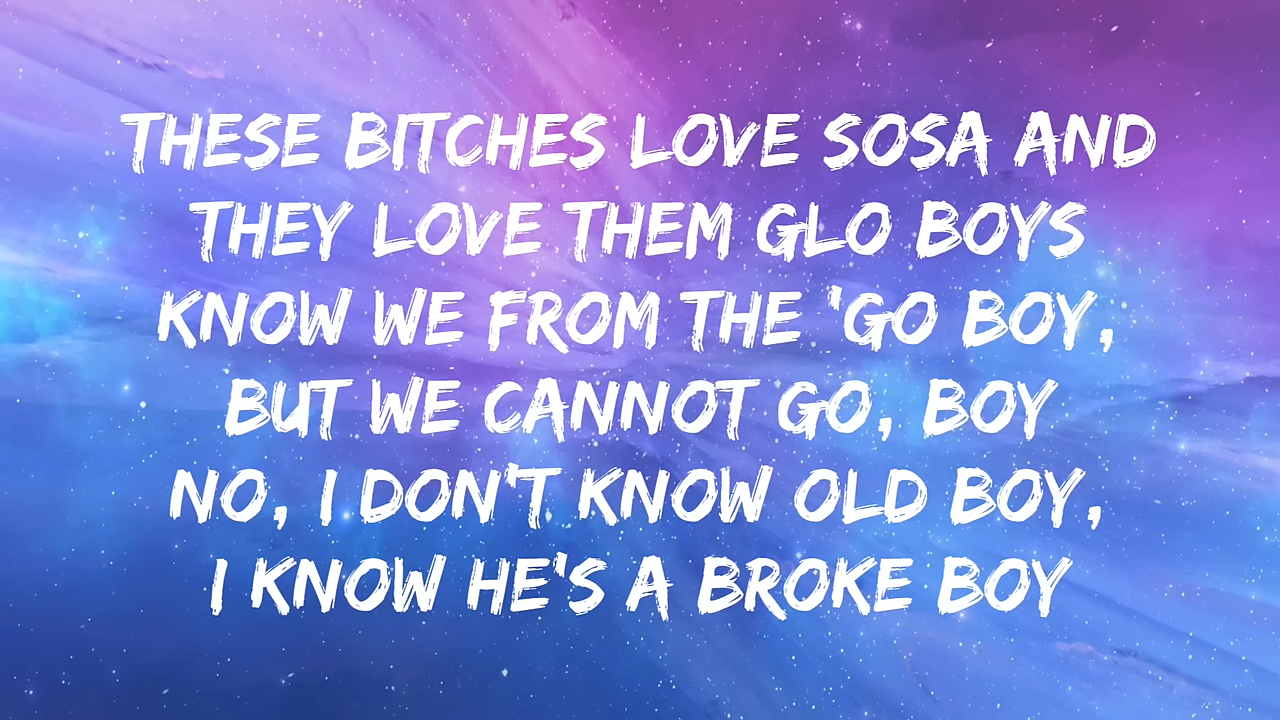 THESE BITCHES LOVE SOSA AND
THEY LOVE THEM GLO BOYS
KNOW WE FROM THE 'GO BOY,
BUT WE CANNOT GO, BOY
NO, I DON'T KNOW OLD BOY,
I KNOW HE'S A BROKE BOY